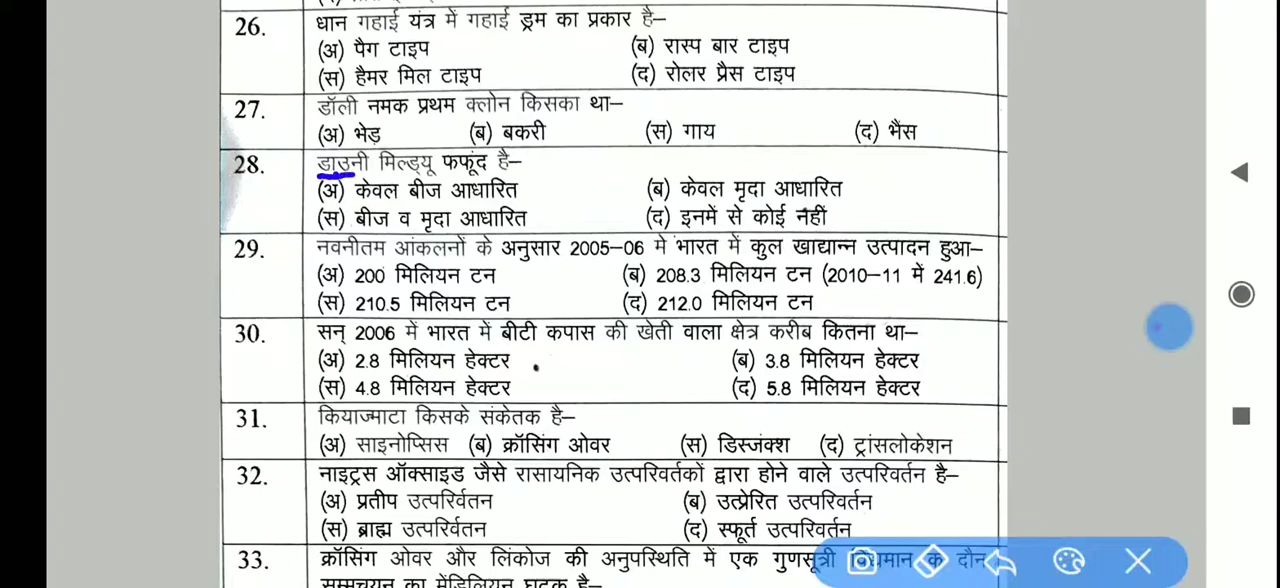 26. धान गहाई यंत्र में गहाई ड्रम का प्रकार है–
(अ) पैग टाइप (ब) रास्प बार टाइप
(स) हैमर मिल टाइप (द) रोलर प्रैस टाइप
27. डॉली नमक प्रथम क्लोन किसका था–
(अ) भेड़ (ब) बकरी (स) गाय (द) भैंस
28. डाउनी मिल्ड्यू फफूंद है–
(अ) केवल बीज आधारित (ब) केवल मृदा आधारित
(स) बीज व मृदा आधारित (द) इनमें से कोई नहीं
29. नवनीतम आंकलनों के अनुसार 2005–06 मे भारत में कुल खाद्यान्न उत्पादन हुआ–
(अ) 200 मिलियन टन (ब) 208.3 मिलियन टन (2010–11 में 241.6)
(स) 210.5 मिलियन टन (द) 212.0 मिलियन टन
30. सन् 2006 में भारत में बीटी कपास की खेती वाला क्षेत्र करीब कितना था–
(अ) 2.8 मिलियन हेक्टर (ब) 3.8 मिलियन हेक्टर
(स) 4.8 मिलियन हेक्टर (द) 5.8 मिलियन हेक्टर
31. कियाज्माटा किसके संकेतक है–
(अ) साइनोप्सिस (ब) क्रॉसिंग ओवर (स) डिस्जंक्श (द) ट्रांसलोकेशन
32. नाइट्रस ऑक्साइड जैसे रासायनिक उत्परिवर्तकों द्वारा होने वाले उत्परिवर्तन है–
(अ) प्रतीप उत्परिर्वतन (ब) उत्प्रेरित उत्परिवर्तन
(स) ब्राह्य उत्परिर्वतन (द) स्फूर्त उत्परिवर्तन
33. क्रॉसिंग ओवर और लिंकोज की अनुपस्थिति में एक गुणसूत्री विद्यमान के दौन